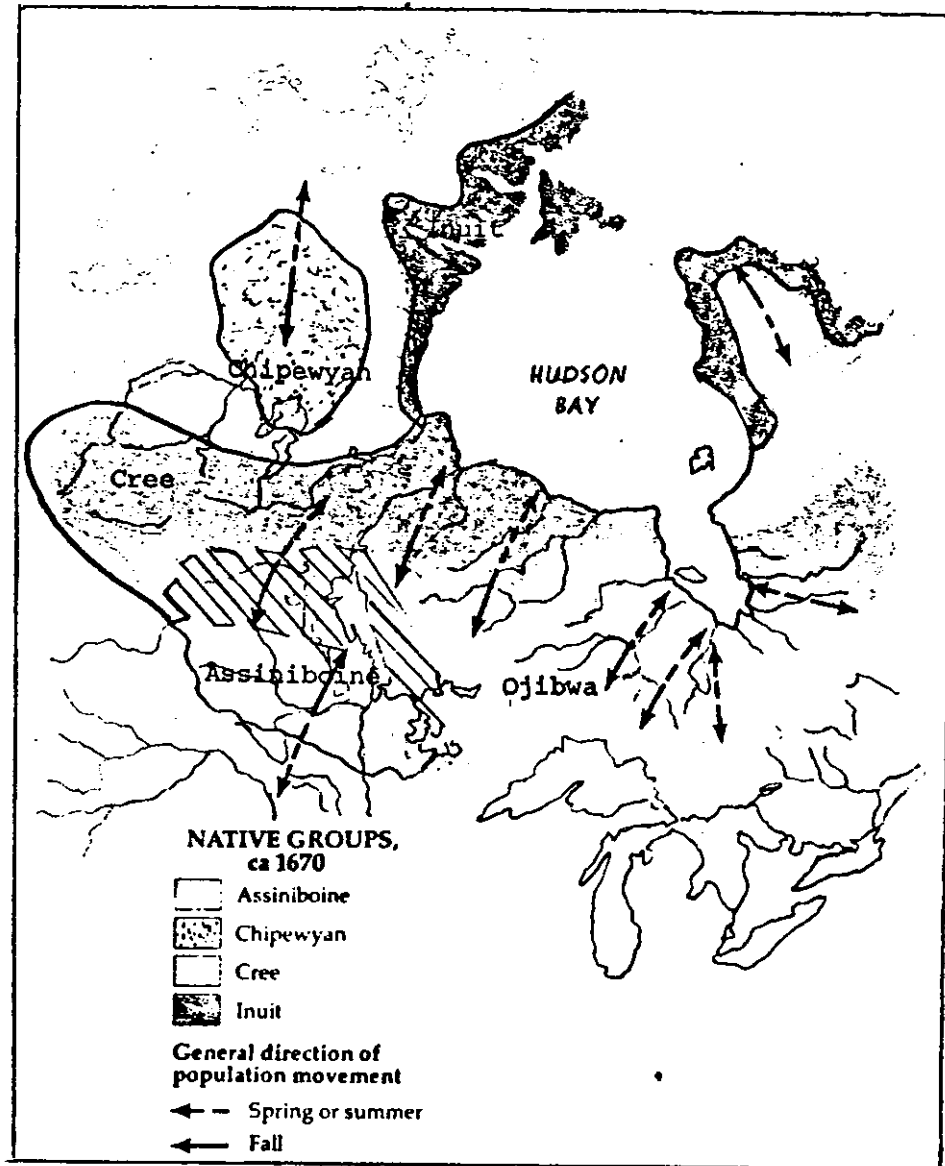 Inuit
Chipewyan
HUDSON
BAY
Cree
Assiniboine
Ojibwa
NATIVE GROUPS,
ca 1670
Assiniboine
Chipewyan
Cree
Inuit
General direction of
population movement
Spring or summer
Fall